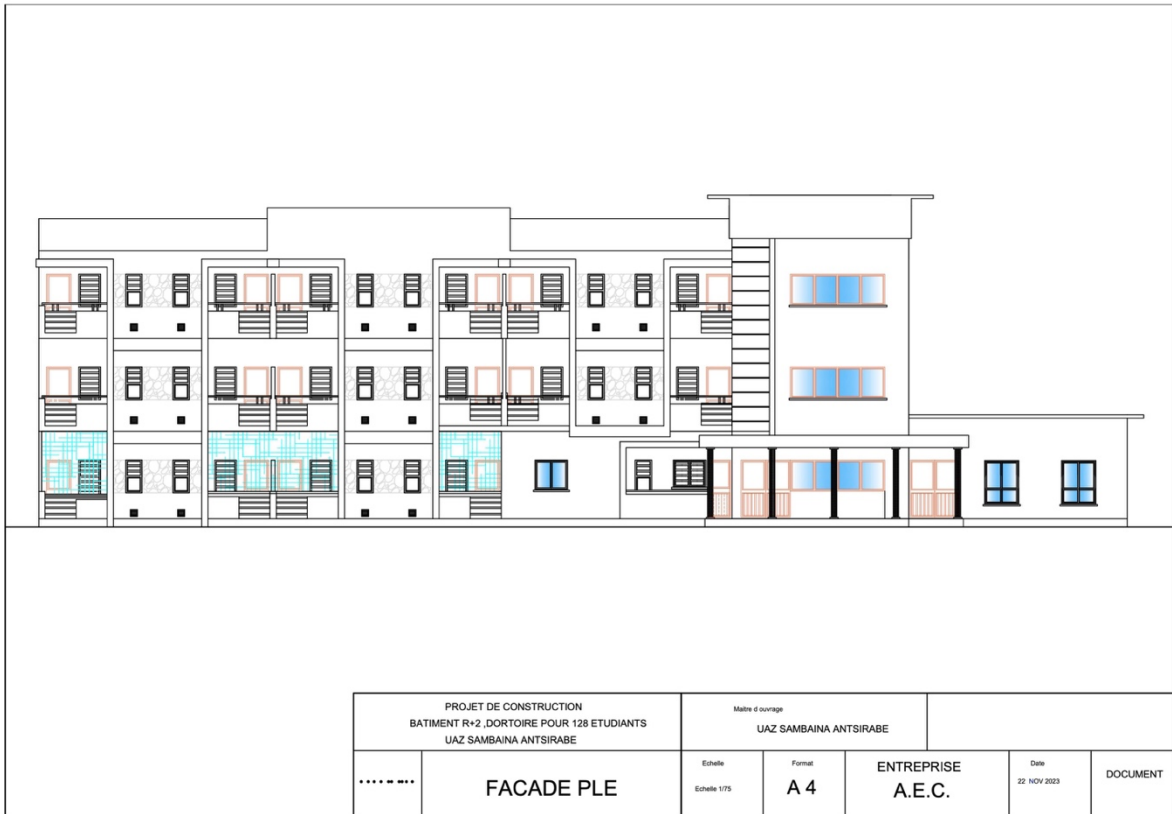 PROJET DE CONSTRUCTION
BATIMENT R+2 ,DORTOIRE POUR 128 ETUDIANTS
UAZ SAMBAINA ANTSIRABE
Maitre d ouvrage
UAZ SAMBAINA ANTSIRABE
FACADE PLE
Echelle
Echelle 1/75
Format
A 4
ENTREPRISE
A.E.C.
Date
22 NOV 2023
DOCUMENT